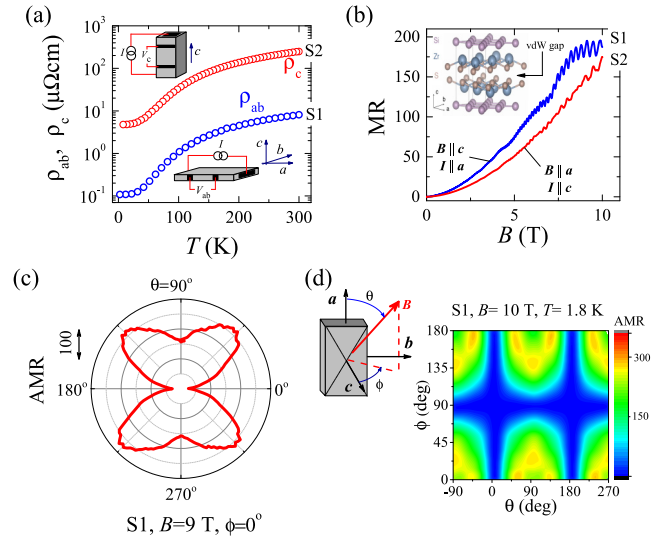 (a)
10³
10²
10¹
10⁰
10⁻¹
ρab, ρc (μΩcm)
I
Vc
c
S2
ρc
ρab
S1
I
Vab
c
b
a
0 100 200 300
T (K)
(b)
200
150
100
50
0
MR
vdW gap
S1
S2
B ∥ c
I ∥ a
B ∥ a
I ∥ c
0 5 10
B (T)
(c)
θ=90°
100
AMR
180°
0°
270°
S1, B=9 T, ϕ=0°
(d)
a
θ
B
b
c
ϕ
S1, B= 10 T, T= 1.8 K
AMR
ϕ (deg)
180
135
90
45
0
-90 0 90 180 270
θ (deg)
300
150
0